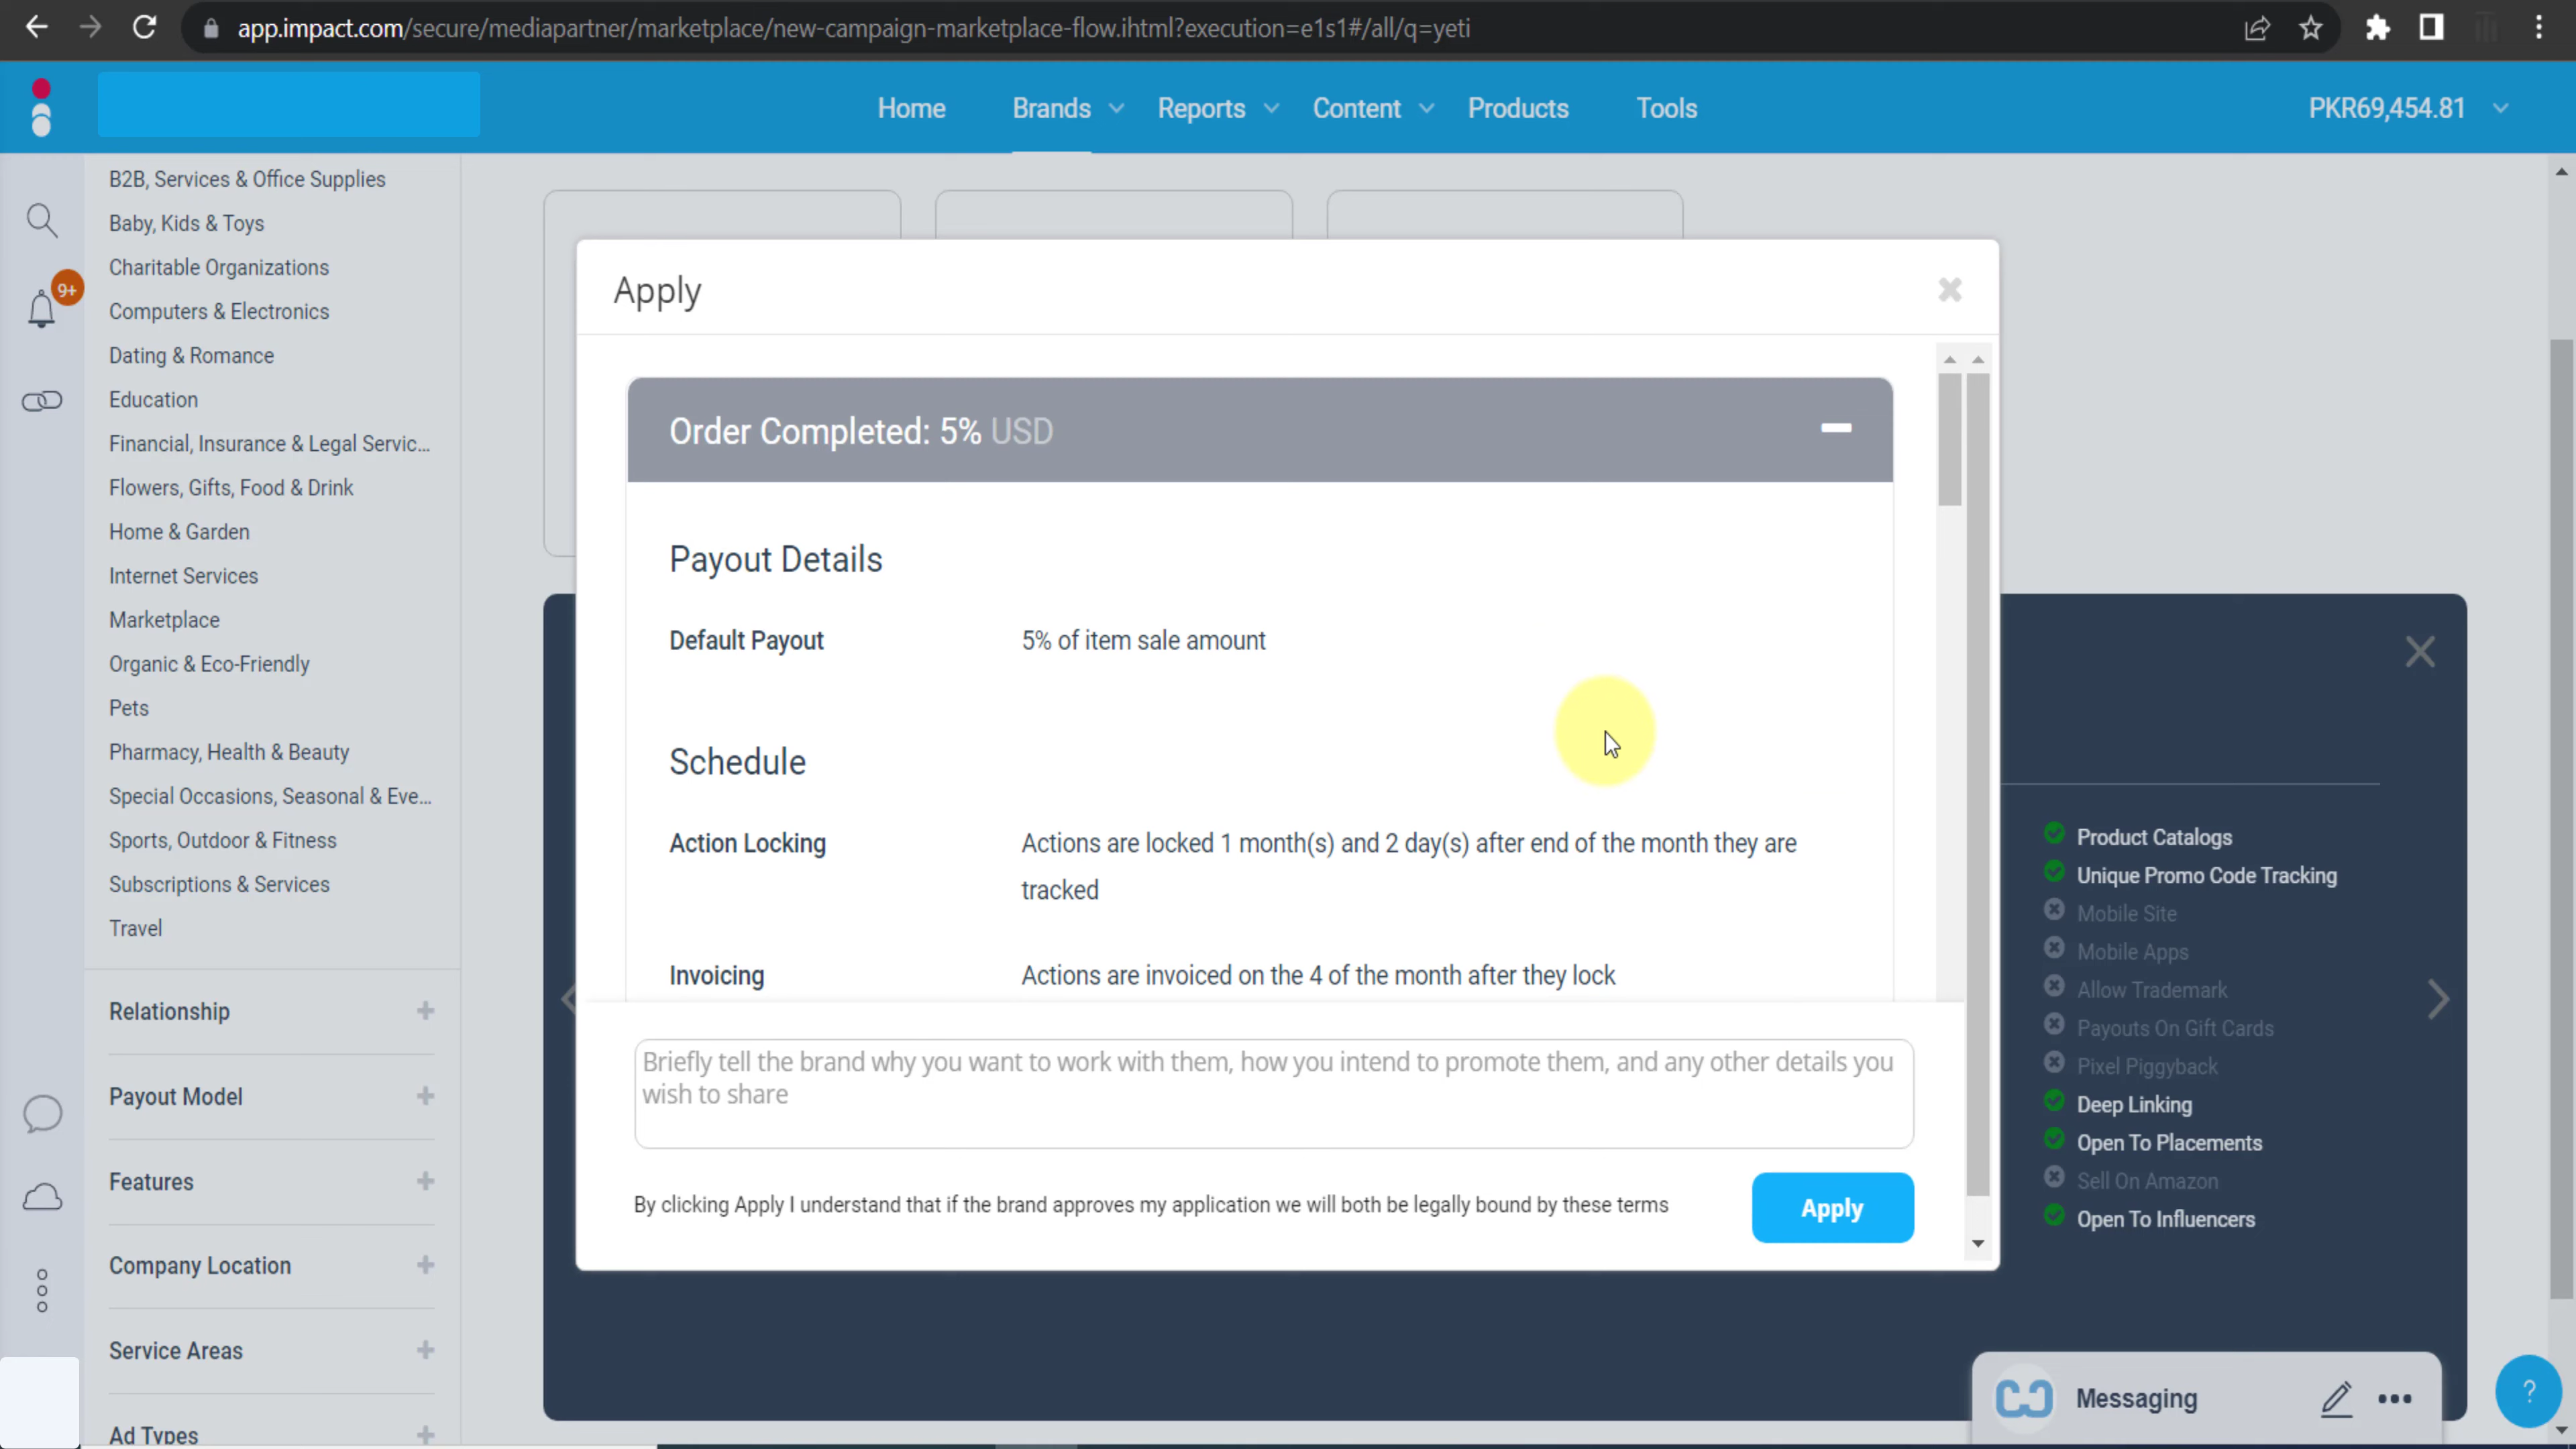 app.impact.com/secure/mediapartner/marketplace/new-campaign-marketplace-flow.ihtml?execution=e1s1#/all/q=yeti
Home
Brands
Reports
Content
Products
Tools
PKR69,454.81
9+
B2B, Services & Office Supplies
Baby, Kids & Toys
Charitable Organizations
Computers & Electronics
Dating & Romance
Education
Financial, Insurance & Legal Servic...
Flowers, Gifts, Food & Drink
Home & Garden
Internet Services
Marketplace
Organic & Eco-Friendly
Pets
Pharmacy, Health & Beauty
Special Occasions, Seasonal & Eve...
Sports, Outdoor & Fitness
Subscriptions & Services
Travel
Relationship
Payout Model
Features
Company Location
Service Areas
Ad Types
Apply
Order Completed: 5% USD
Payout Details
Default Payout
5% of item sale amount
Schedule
Action Locking
Actions are locked 1 month(s) and 2 day(s) after end of the month they are
tracked
Invoicing
Actions are invoiced on the 4 of the month after they lock
Briefly tell the brand why you want to work with them, how you intend to promote them, and any other details you
wish to share
By clicking Apply I understand that if the brand approves my application we will both be legally bound by these terms
Apply
Product Catalogs
Unique Promo Code Tracking
Mobile Site
Mobile Apps
Allow Trademark
Payouts On Gift Cards
Pixel Piggyback
Deep Linking
Open To Placements
Sell On Amazon
Open To Influencers
Messaging
?